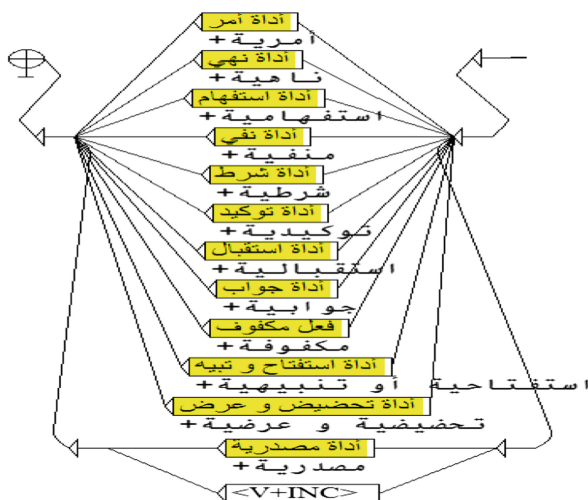 أداة أمر
أمرية+
أداة نهي
ناهية+
أداة استفهام
استفهامية+
أداة نفي
منفية+
أداة شرط
شرطية+
أداة توكيد
توكيدية+
أداة استقبال
استقبالية+
أداة جواب
جوابية+
فعل مكفوف
مكفوفة+
أداة استفتاح و تبيه
استفتاحية أو تنبيهية+
أداة تحضيض و عرض
تحضيضية و عرضية+
أداة مصدرية
مصدرية+
<V+INC>